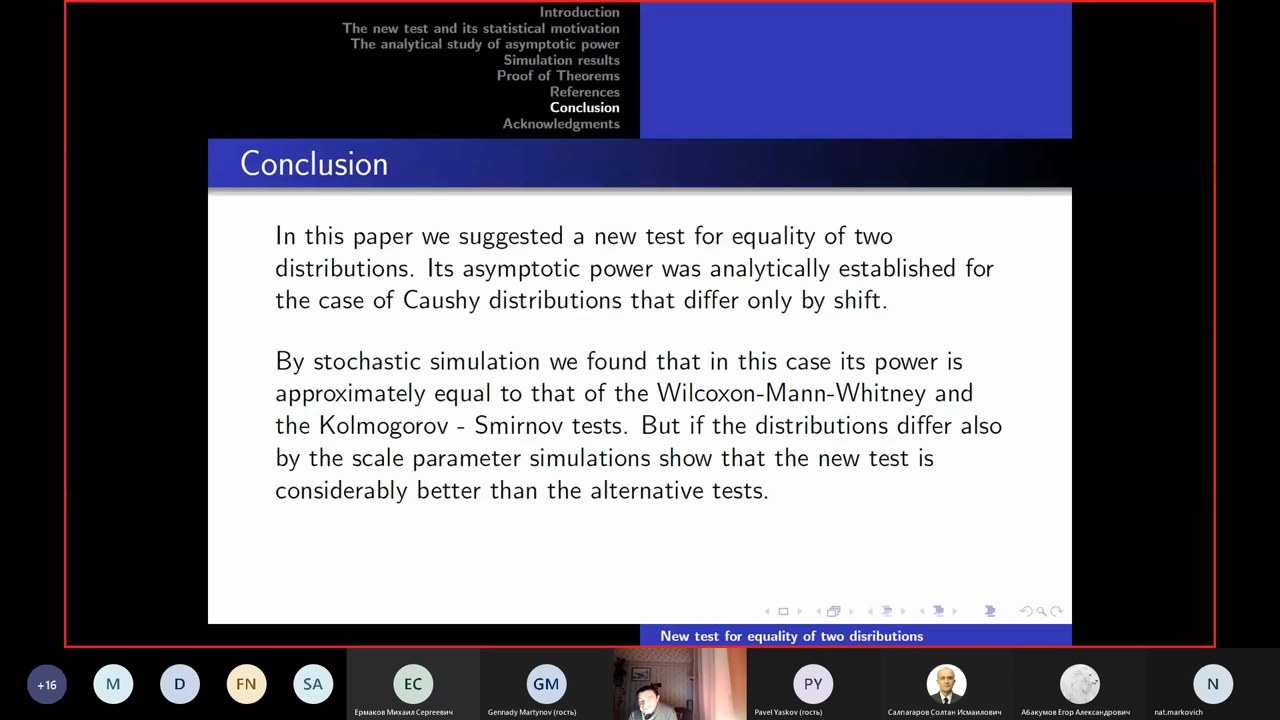 Introduction
The new test and its statistical motivation
The analytical study of asymptotic power
Simulation results
Proof of Theorems
References
Conclusion
Acknowledgments
Conclusion
In this paper we suggested a new test for equality of two
distributions. Its asymptotic power was analytically established for
the case of Caushy distributions that differ only by shift.
By stochastic simulation we found that in this case its power is
approximately equal to that of the Wilcoxon-Mann-Whitney and
the Kolmogorov - Smirnov tests. But if the distributions differ also
by the scale parameter simulations show that the new test is
considerably better than the alternative tests.
New test for equality of two disributions
+16
M
D
FN
SA
EC
GM
PY
N
Ермаков Михаил Сергеевич
Gennady Martynov (гость)
Pavel Yaskov (гость)
Салпагаров Солтан Исмаилович
Абакумов Егор Александрович
nat.markovich